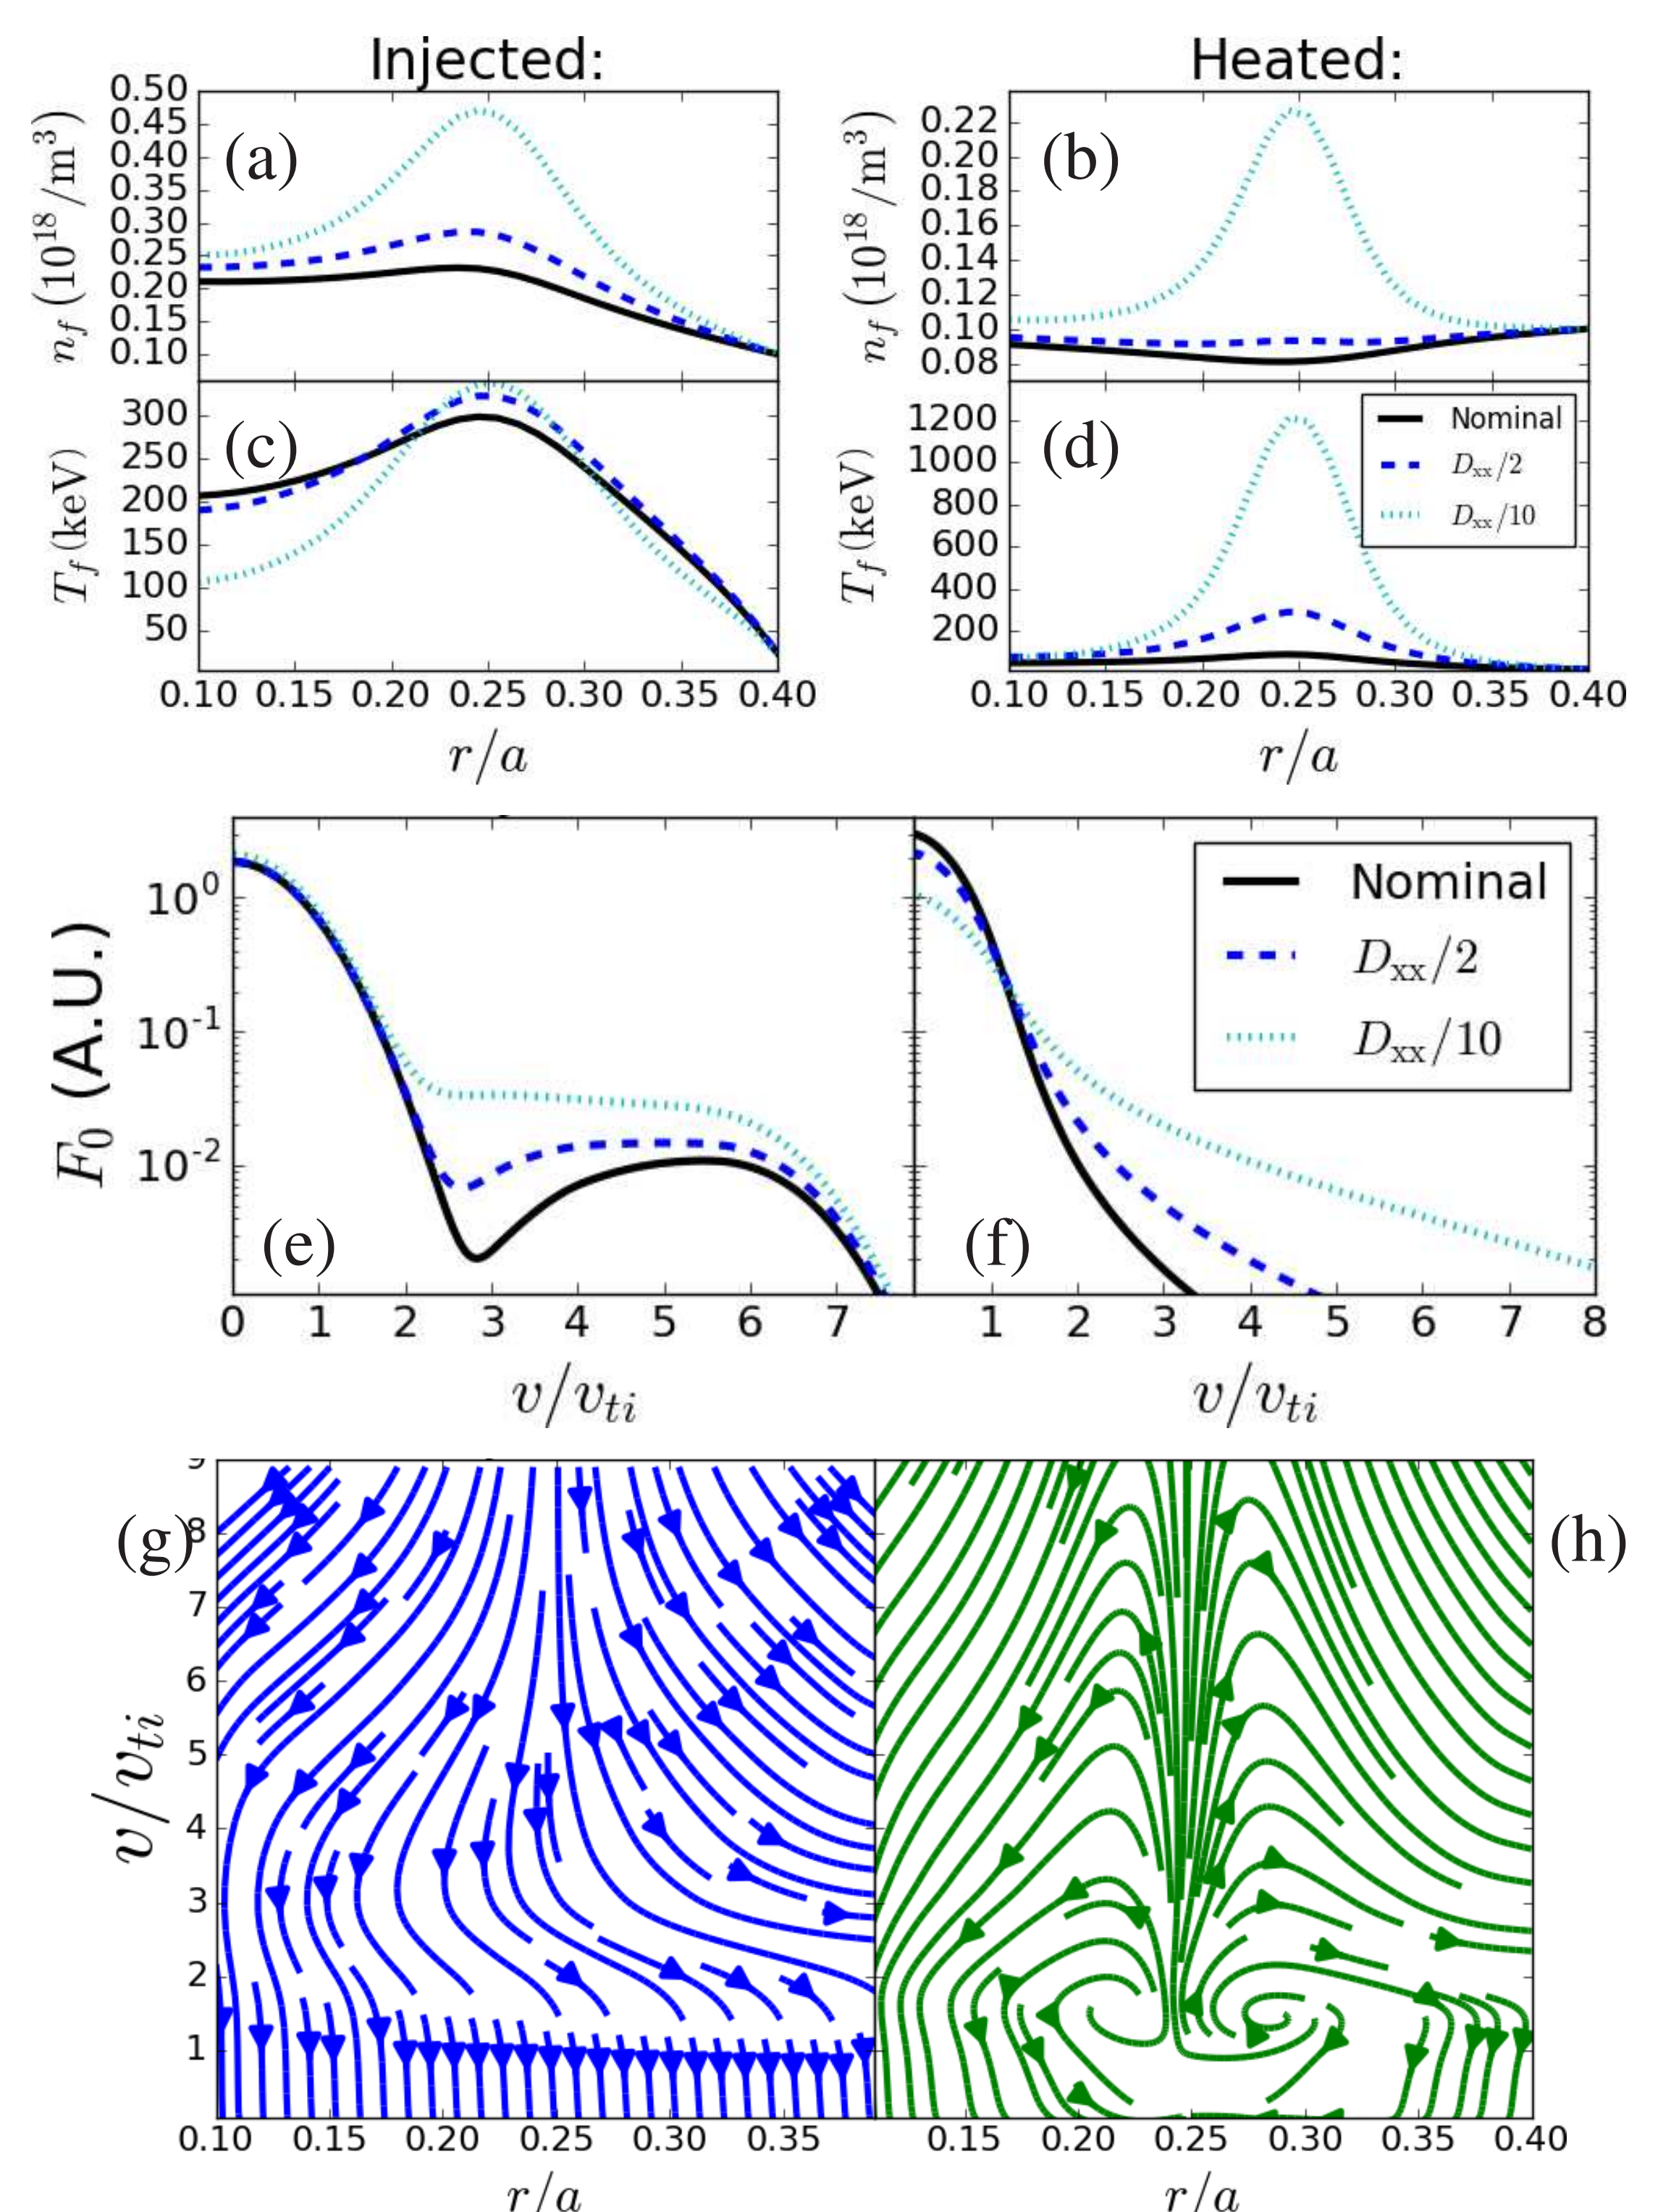 Injected:
Heated:
0.50
0.45
0.40
0.35
0.30
0.25
0.20
0.15
0.10
n_f (10^18/m^3)
(a)
0.22
0.20
0.18
0.16
0.14
0.12
0.10
0.08
n_f (10^18/m^3)
(b)
300
250
200
150
100
50
T_f (keV)
(c)
1200
1000
800
600
400
200
T_f (keV)
(d)
Nominal
D_xx/2
D_xx/10
0.10 0.15 0.20 0.25 0.30 0.35 0.40
r/a
0.10 0.15 0.20 0.25 0.30 0.35 0.40
r/a
10^0
10^-1
10^-2
F_0 (A.U.)
(e)
(f)
Nominal
D_xx/2
D_xx/10
0 1 2 3 4 5 6 7
v/v_ti
1 2 3 4 5 6 7 8
v/v_ti
9
8
7
6
5
4
3
2
1
v/v_ti
(g)
(h)
0.10 0.15 0.20 0.25 0.30 0.35
r/a
0.15 0.20 0.25 0.30 0.35 0.40
r/a